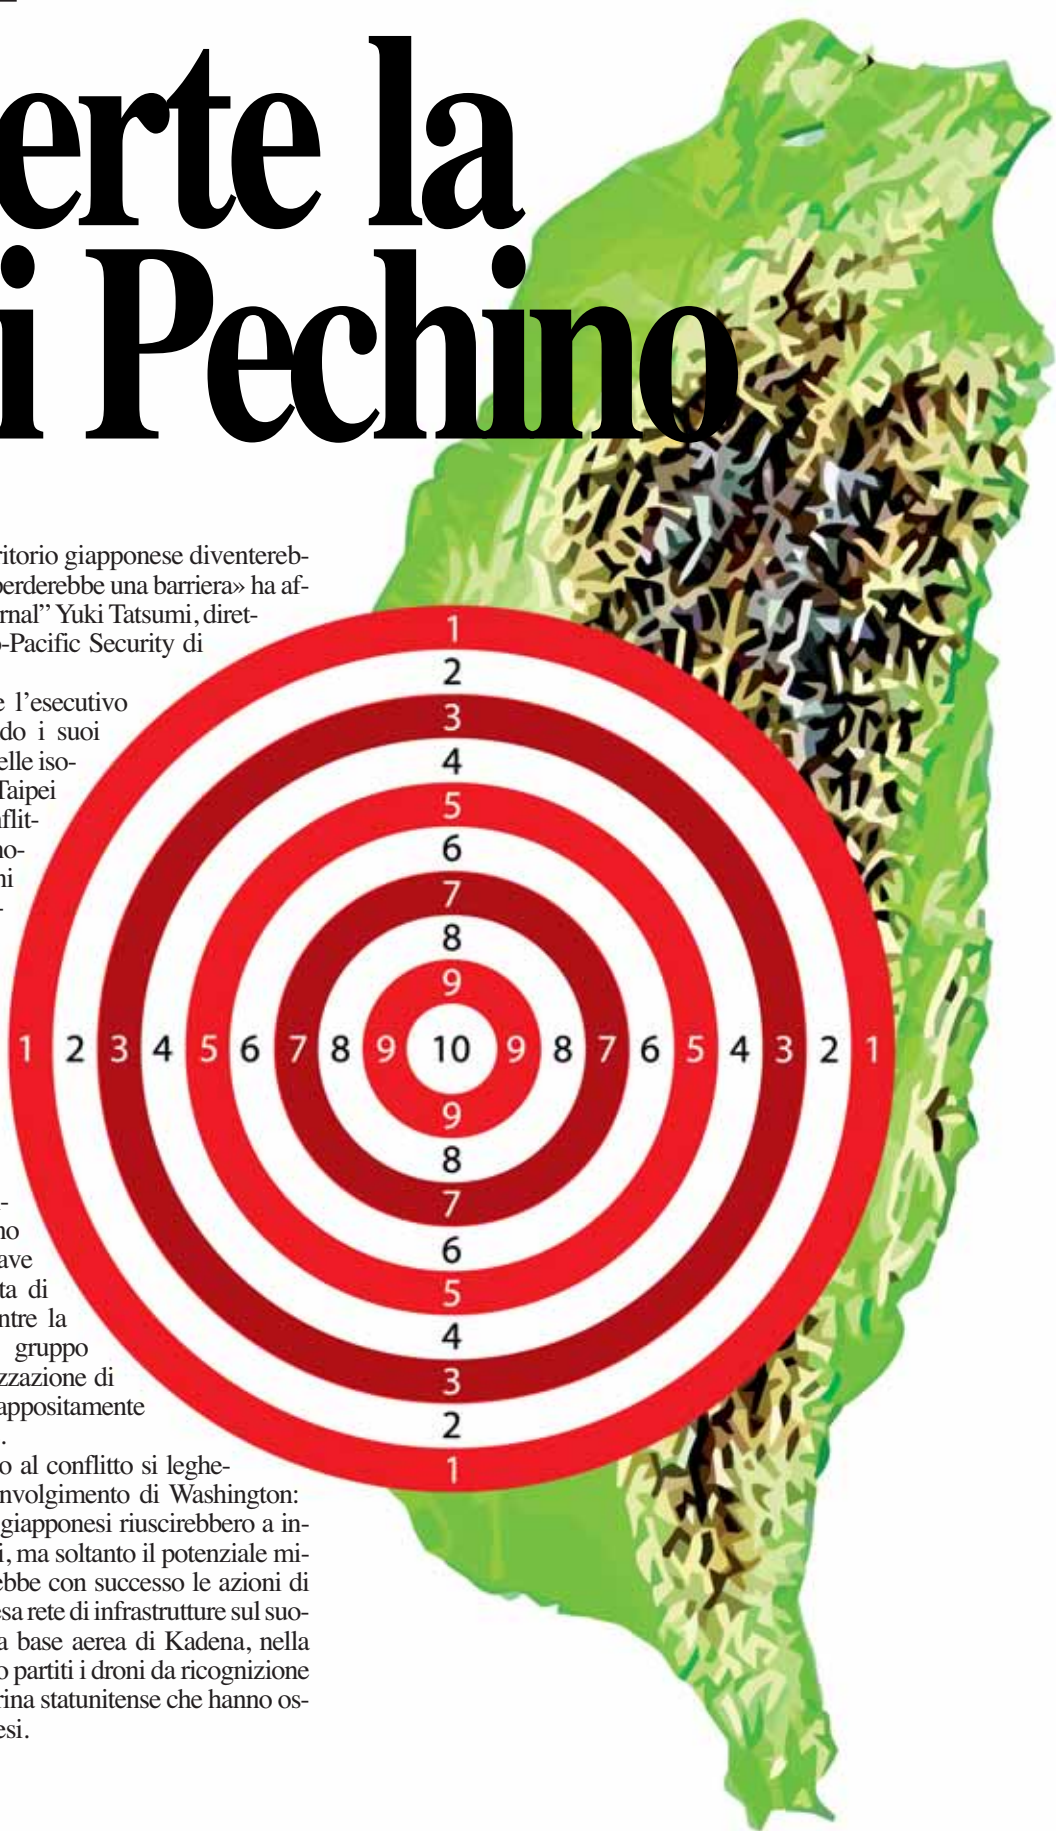 erte la
i Pechino
ritorio giapponese diventereb-
perderebbe una barriera» ha af-
rnal” Yuki Tatsumi, diret-
o-Pacific Security di
e l’esecutivo
do i suoi
elle iso-
Taipei
nflit-
no-
ni
-
-
no
ave
ta di
ntre la
gruppo
zzazione di
appositamente
.
o al conflitto si leghe-
nvolgimento di Washington:
giapponesi riuscirebbero a in-
i, ma soltanto il potenziale mi-
ebbe con successo le azioni di
esa rete di infrastrutture sul suo-
a base aerea di Kadena, nella
o partiti i droni da ricognizione
rina statunitense che hanno os-
esi.
1
2
3
4
5
6
7
8
9
1 2 3 4 5 6 7 8 9 10 9 8 7 6 5 4 3 2 1
9
8
7
6
5
4
3
2
1